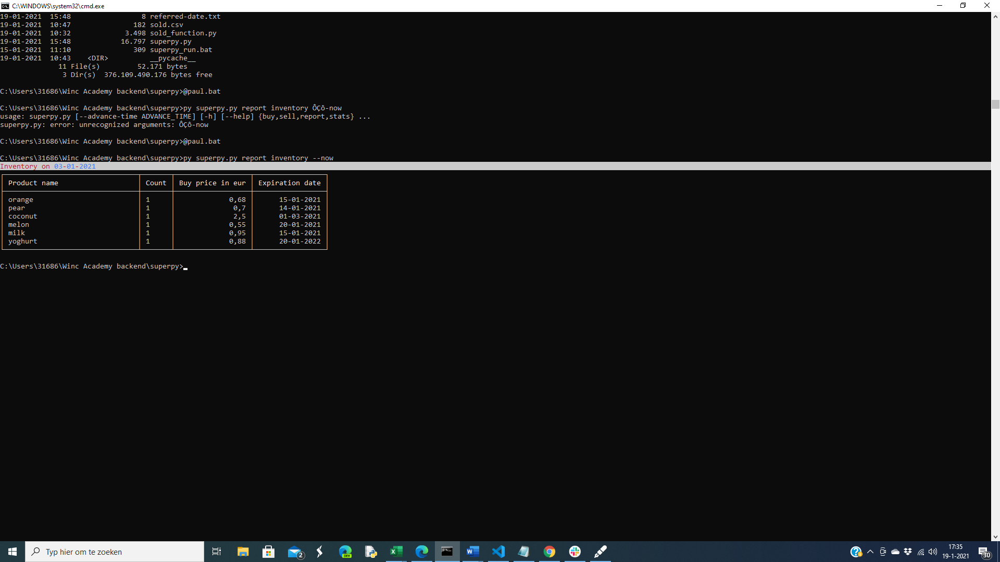 C:\WINDOWS\system32\cmd.exe
19-01-2021  15:48                 8 referred-date.txt
19-01-2021  10:47               182 sold.csv
19-01-2021  10:32             3.498 sold_function.py
19-01-2021  15:48            16.797 superpy.py
15-01-2021  11:10               309 superpy_run.bat
19-01-2021  10:43    <DIR>          __pycache__
              11 File(s)         52.171 bytes
               3 Dir(s)  376.109.490.176 bytes free
C:\Users\31686\Winc Academy backend\superpy>@paul.bat
C:\Users\31686\Winc Academy backend\superpy>py superpy.py report inventory ÔÇô-now
usage: superpy.py [--advance-time ADVANCE_TIME] [-h] [--help] {buy,sell,report,stats} ...
superpy.py: error: unrecognized arguments: ÔÇô-now
C:\Users\31686\Winc Academy backend\superpy>@paul.bat
C:\Users\31686\Winc Academy backend\superpy>py superpy.py report inventory --now
Inventory on 03-01-2021
Product name Count Buy price in eur Expiration date
orange 1 0,68 15-01-2021
pear 1 0,7 14-01-2021
coconut 1 2,5 01-03-2021
melon 1 0,55 20-01-2021
milk 1 0,95 15-01-2021
yoghurt 1 0,88 20-01-2022
C:\Users\31686\Winc Academy backend\superpy>
Typ hier om te zoeken
2
DEV
17:35
19-1-2021
30